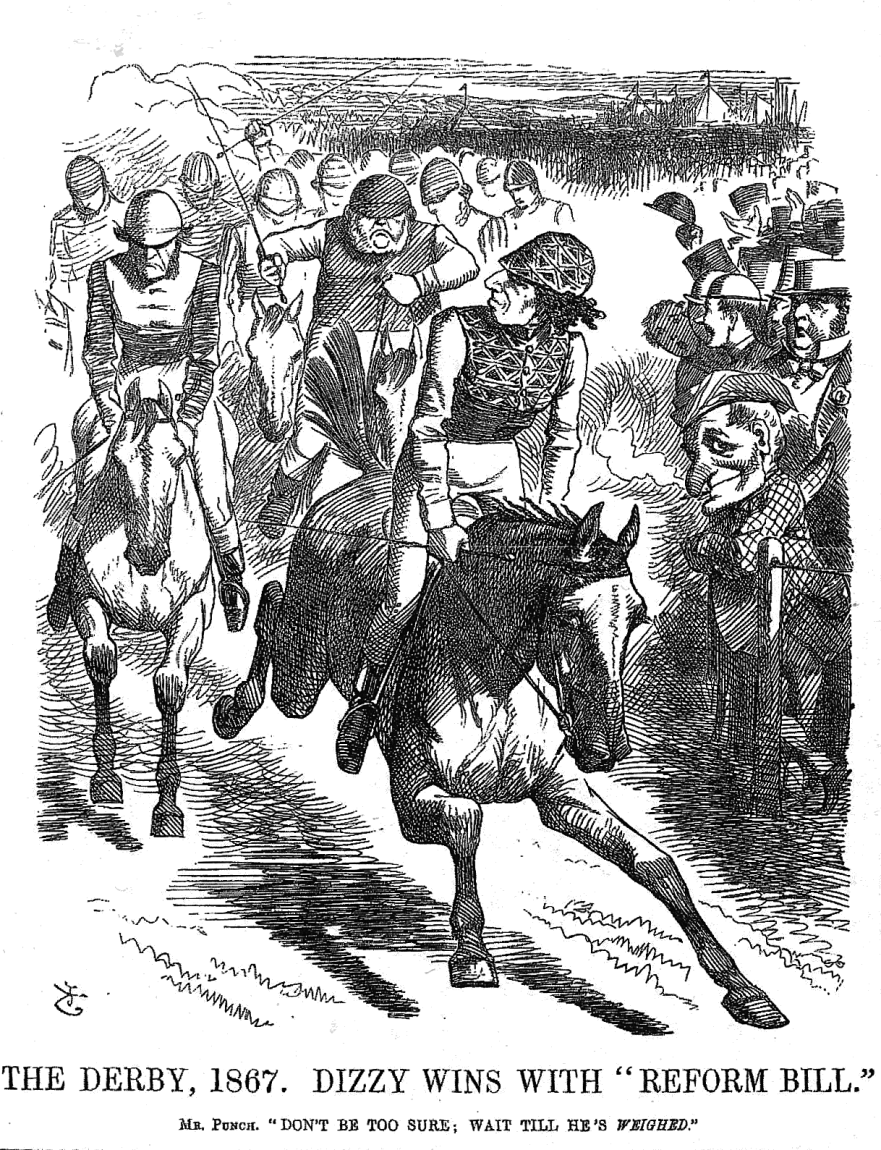 THE DERBY, 1867. DIZZY WINS WITH “REFORM BILL.”
MR. PUNCH. “DON'T BE TOO SURE; WAIT TILL HE'S WEIGHED.”